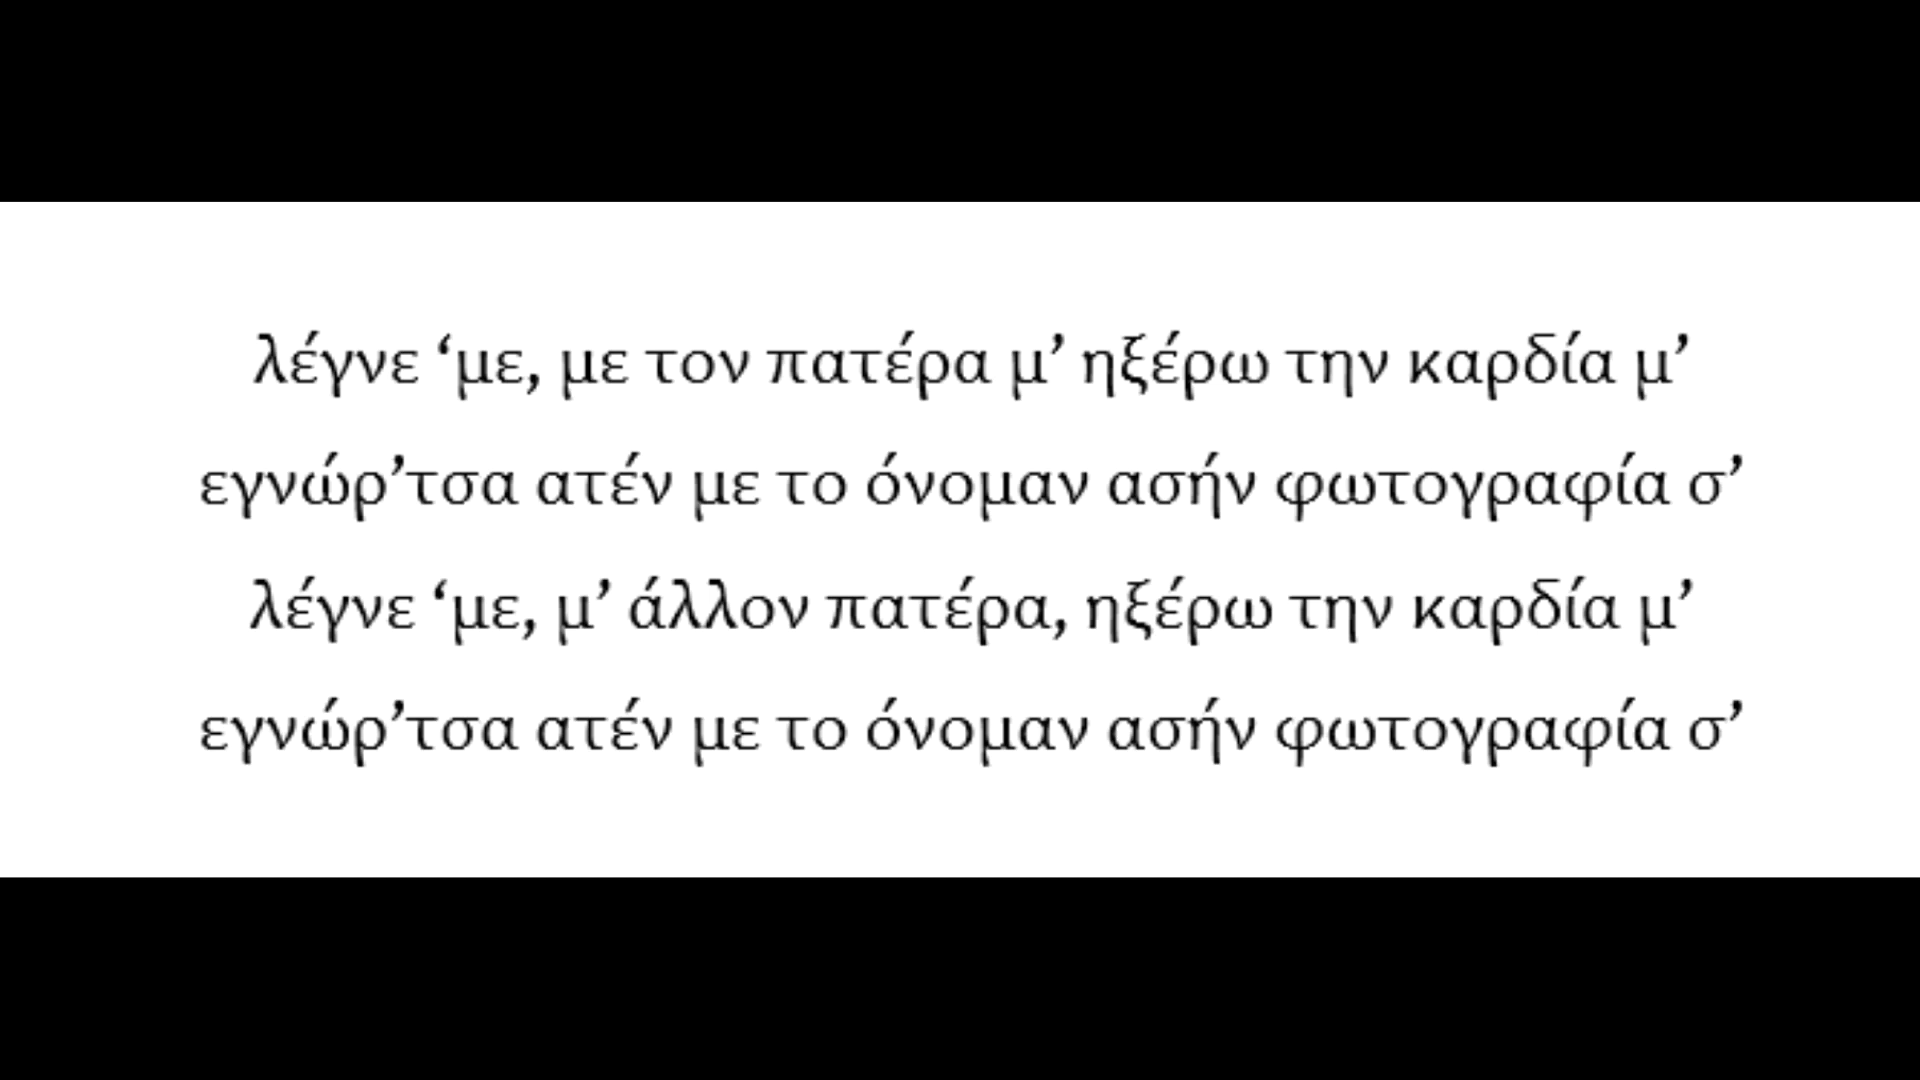 λέγνε ‘με, με τον πατέρα μ’ ηξέρω την καρδία μ’
εγνώρ’τσα ατέν με το όνομαν ασήν φωτογραφία σ’
λέγνε ‘με, μ’ άλλον πατέρα, ηξέρω την καρδία μ’
εγνώρ’τσα ατέν με το όνομαν ασήν φωτογραφία σ’